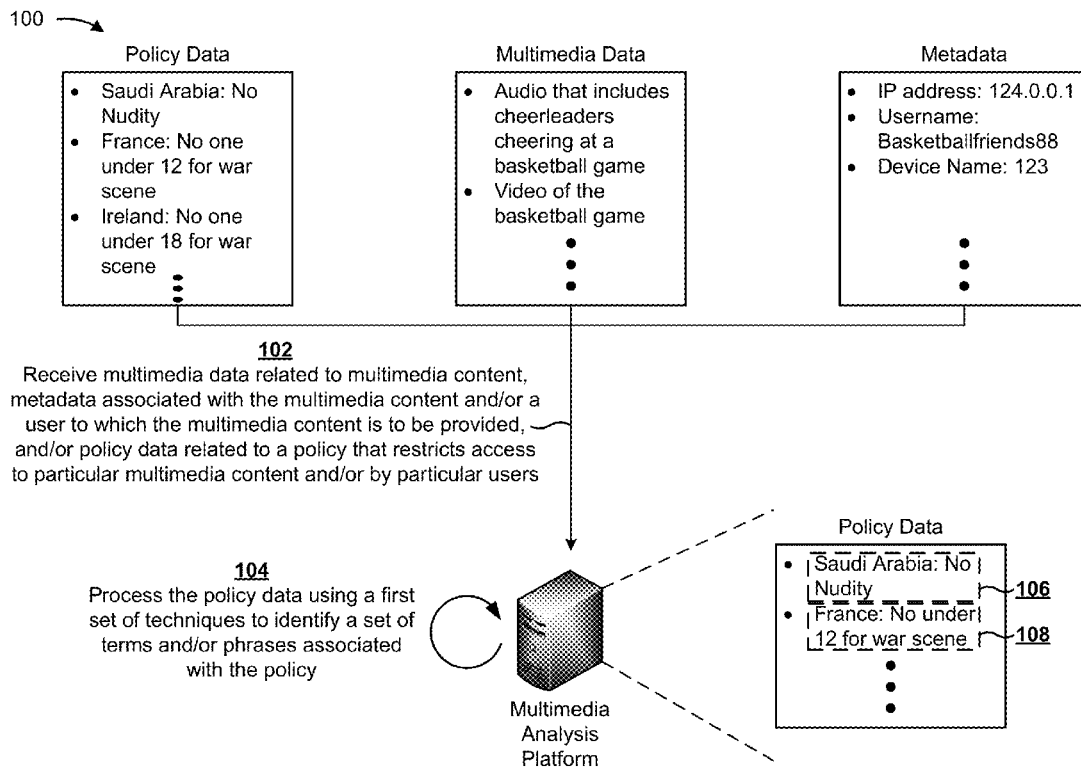 100
Policy Data
• Saudi Arabia: No
Nudity
• France: No one
under 12 for war
scene
• Ireland: No one
under 18 for war
scene
Multimedia Data
• Audio that includes
cheerleaders
cheering at a
basketball game
• Video of the
basketball game
Metadata
• IP address: 124.0.0.1
• Username:
Basketballfriends88
• Device Name: 123
102
Receive multimedia data related to multimedia content,
metadata associated with the multimedia content and/or a
user to which the multimedia content is to be provided,
and/or policy data related to a policy that restricts access
to particular multimedia content and/or by particular users
104
Process the policy data using a first
set of techniques to identify a set of
terms and/or phrases associated
with the policy
Multimedia
Analysis
Platform
Policy Data
• Saudi Arabia: No
Nudity
106
• France: No under
12 for war scene
108